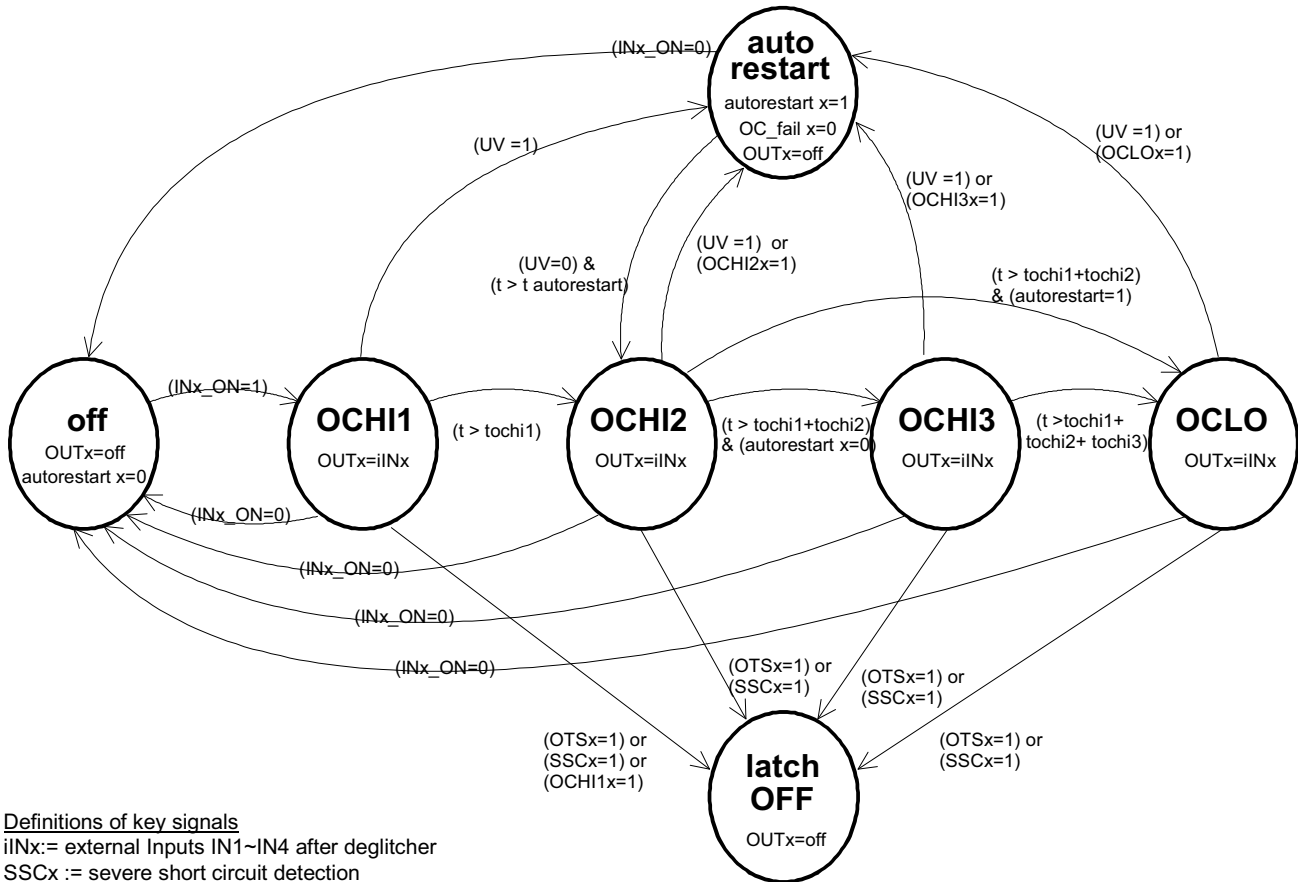 (INx_ON=0)
auto
restart
autorestart x=1
OC_fail x=0
OUTx=off
(UV =1)
(UV =1) or
(OCLOx=1)
(UV =1) or
(OCHI3x=1)
(UV =1) or
(OCHI2x=1)
(UV=0) &
(t > t autorestart)
(t > tochi1+tochi2)
& (autorestart=1)
off
OUTx=off
autorestart x=0
(INx_ON=1)
OCHI1
OUTx=iINx
(t > tochi1)
OCHI2
OUTx=iINx
(t > tochi1+tochi2)
& (autorestart x=0)
OCHI3
OUTx=iINx
(t >tochi1+
tochi2+ tochi3)
OCLO
OUTx=iINx
(INx_ON=0)
(INx_ON=0)
(INx_ON=0)
(INx_ON=0)
(OTSx=1) or
(SSCx=1) or
(OCHI1x=1)
(OTSx=1) or
(SSCx=1)
(OTSx=1) or
(SSCx=1)
(OTSx=1) or
(SSCx=1)
latch
OFF
OUTx=off
Definitions of key signals
iINx:= external Inputs IN1~IN4 after deglitcher
SSCx := severe short circuit detection